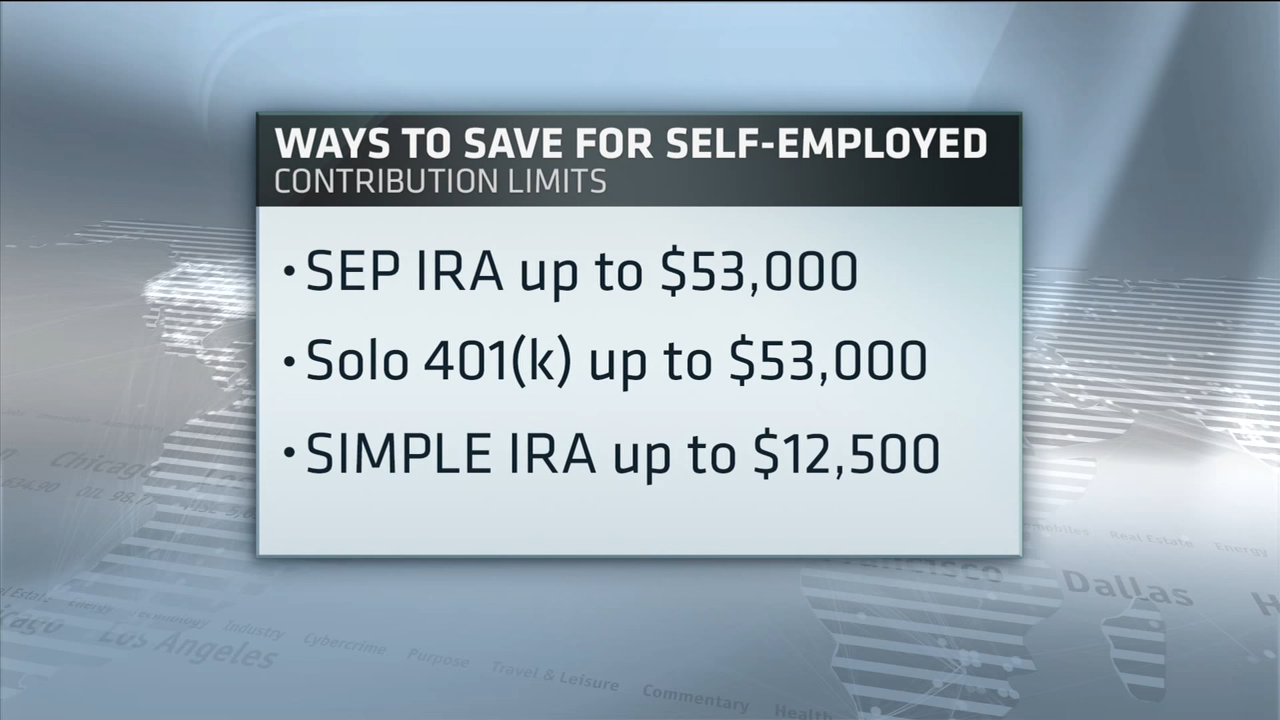 WAYS TO SAVE FOR SELF-EMPLOYED
CONTRIBUTION LIMITS
• SEP IRA up to $53,000
• Solo 401(k) up to $53,000
• SIMPLE IRA up to $12,500
Chicago
OIL
Real Estate Energy
Dallas
Industry Cybercrime Purpose Travel & Leisure Commentary Health
Los Angeles